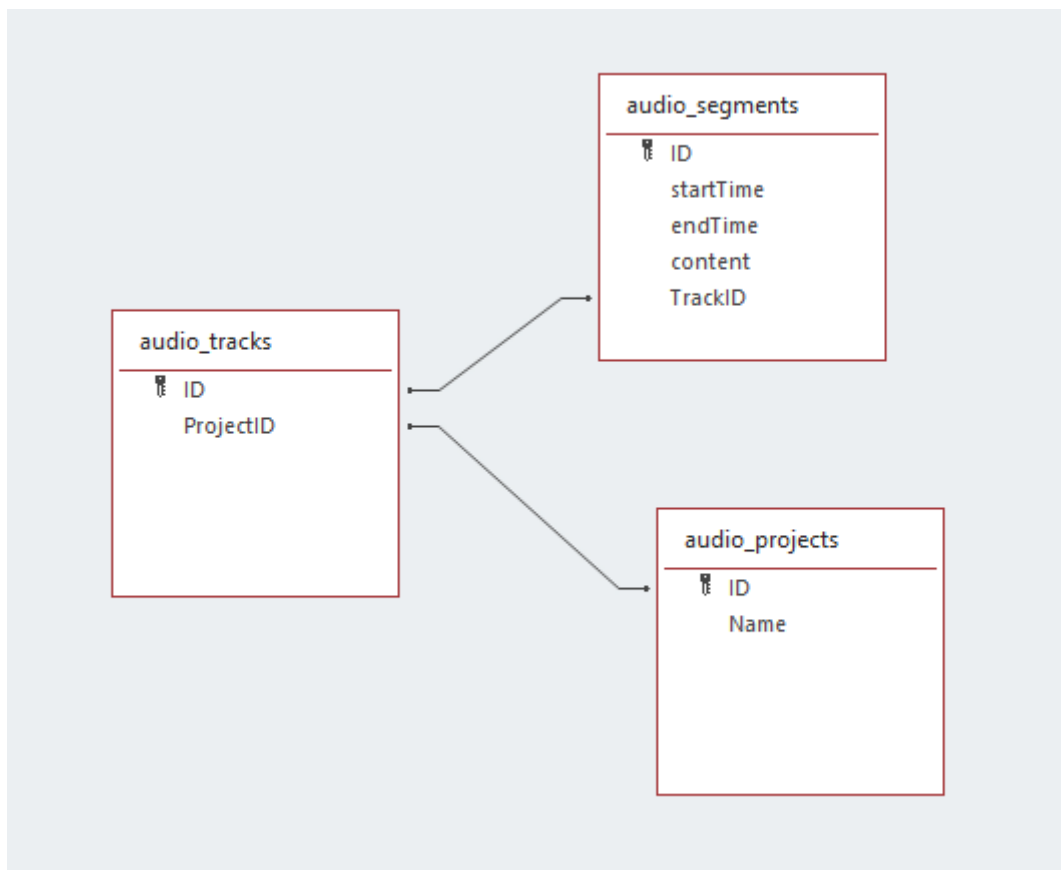 audio_segments
ID
startTime
endTime
content
TrackID
audio_tracks
ID
ProjectID
audio_projects
ID
Name